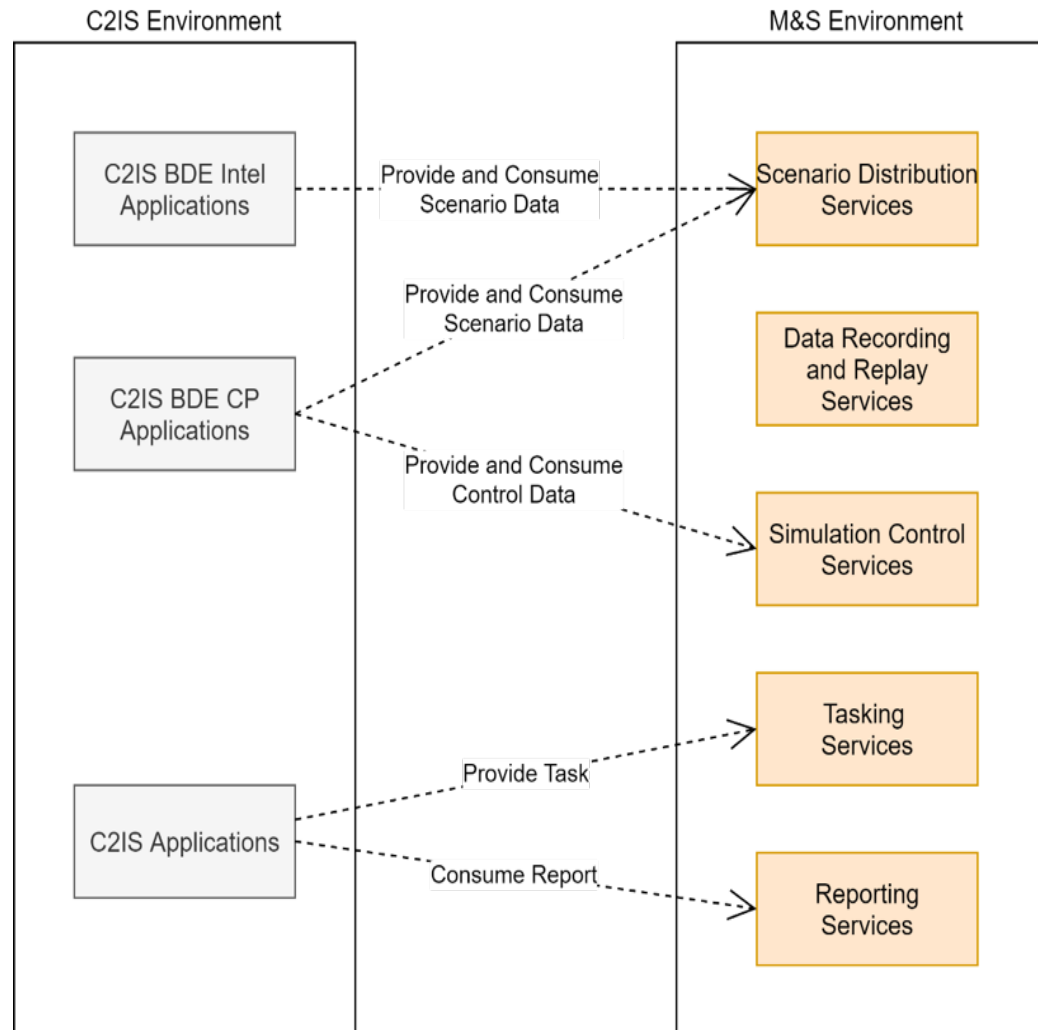 C2IS Environment
M&S Environment
C2IS BDE Intel
Applications
Provide and Consume
Scenario Data
Scenario Distribution
Services
Provide and Consume
Scenario Data
Data Recording
and Replay
Services
C2IS BDE CP
Applications
Provide and Consume
Control Data
Simulation Control
Services
Tasking
Services
Provide Task
C2IS Applications
Consume Report
Reporting
Services